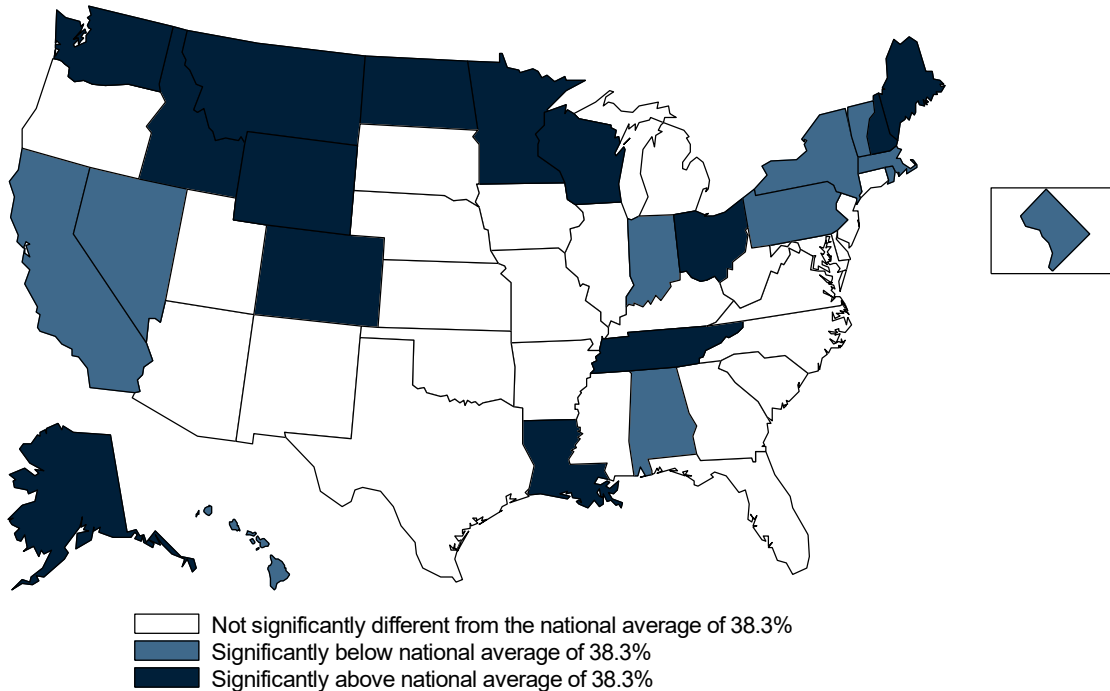 Not significantly different from the national average of 38.3%
Significantly below national average of 38.3%
Significantly above national average of 38.3%